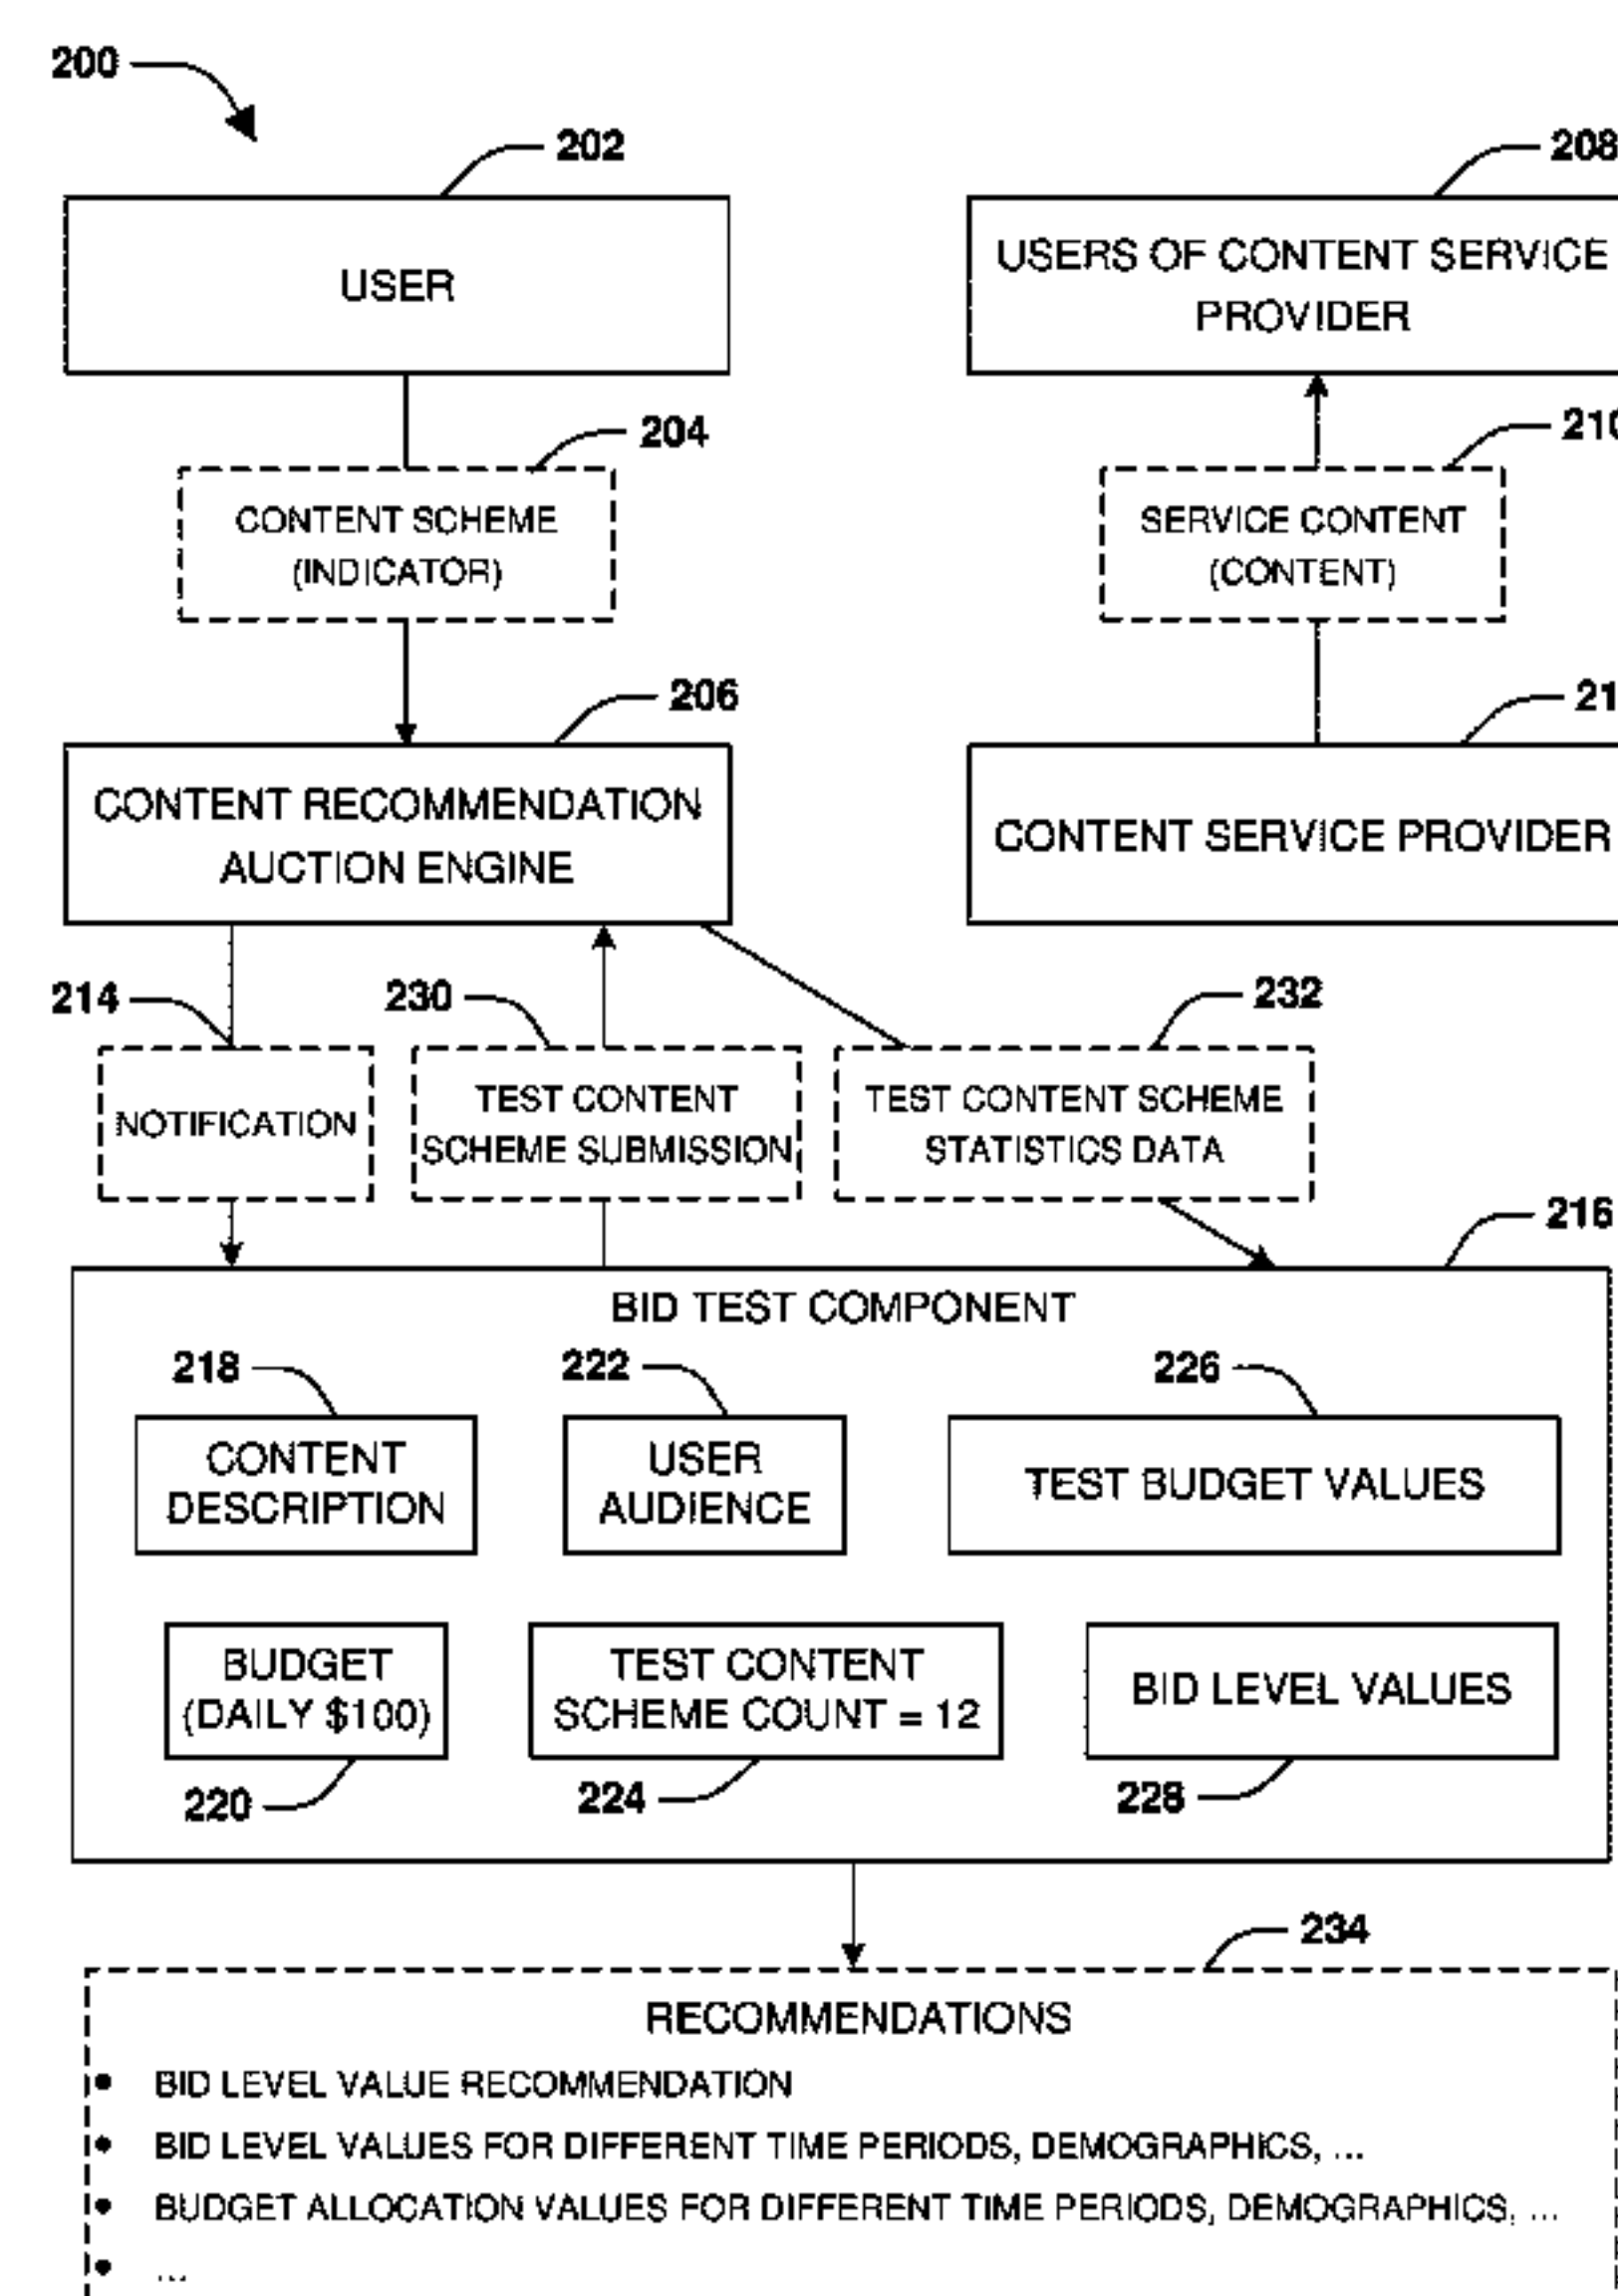 200
202
208
USER
USERS OF CONTENT SERVICE
PROVIDER
204
210
CONTENT SCHEME
(INDICATOR)
SERVICE CONTENT
(CONTENT)
206
21
CONTENT RECOMMENDATION
AUCTION ENGINE
CONTENT SERVICE PROVIDER
214
230
232
NOTIFICATION
TEST CONTENT
SCHEME SUBMISSION
TEST CONTENT SCHEME
STATISTICS DATA
216
BID TEST COMPONENT
218
222
226
CONTENT
DESCRIPTION
USER
AUDIENCE
TEST BUDGET VALUES
BUDGET
(DAILY $100)
TEST CONTENT
SCHEME COUNT = 12
BID LEVEL VALUES
220
224
228
234
RECOMMENDATIONS
• BID LEVEL VALUE RECOMMENDATION
• BID LEVEL VALUES FOR DIFFERENT TIME PERIODS, DEMOGRAPHICS, ...
• BUDGET ALLOCATION VALUES FOR DIFFERENT TIME PERIODS, DEMOGRAPHICS, ...
• ...